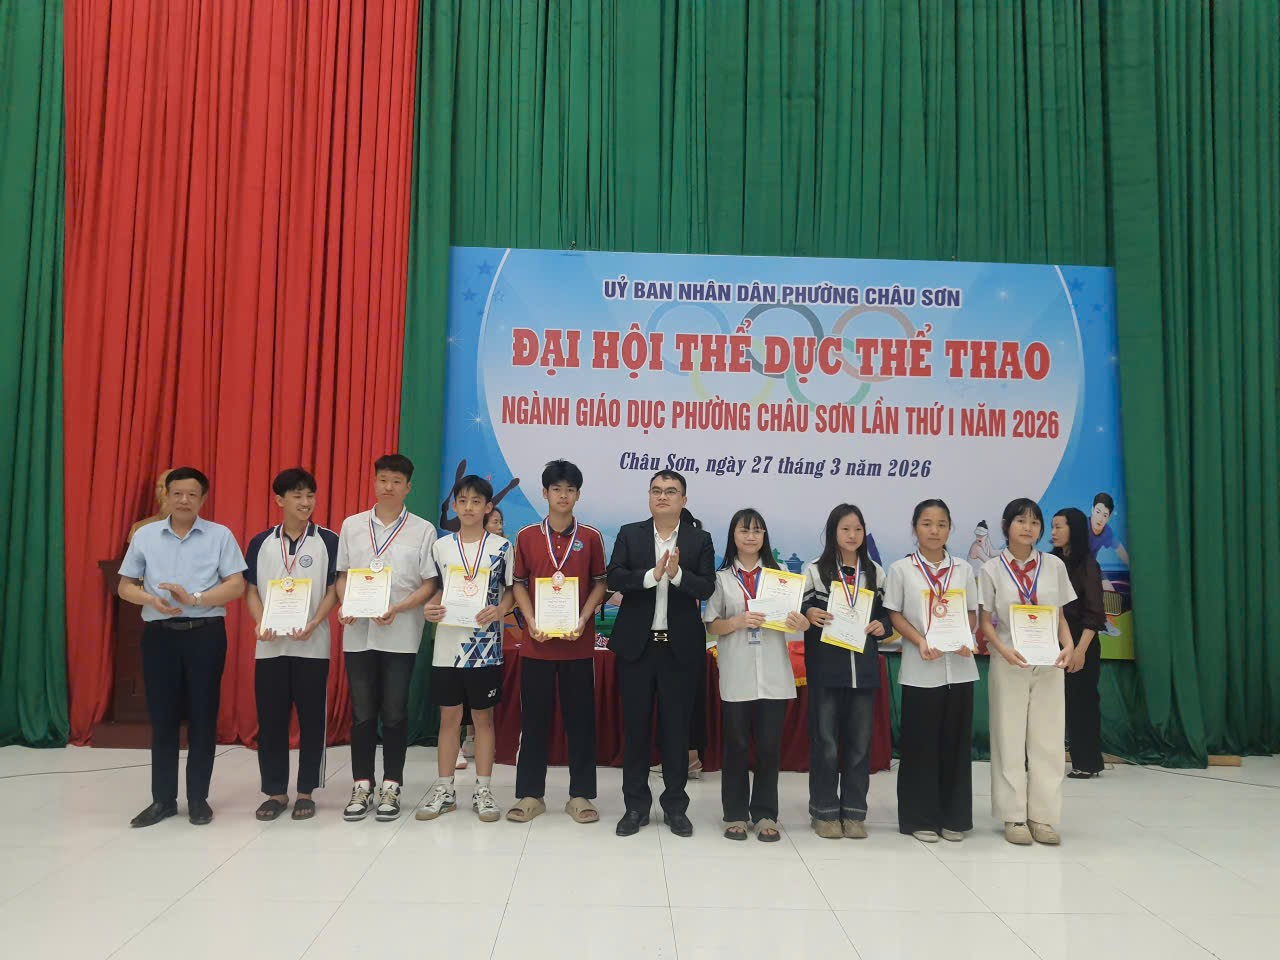 UỶ BAN NHÂN DÂN PHƯỜNG CHÂU SƠN
ĐẠI HỘI THỂ DỤC THỂ THAO
NGÀNH GIÁO DỤC PHƯỜNG CHÂU SƠN LẦN THỨ I NĂM 2026
Châu Sơn, ngày 27 tháng 3 năm 2026